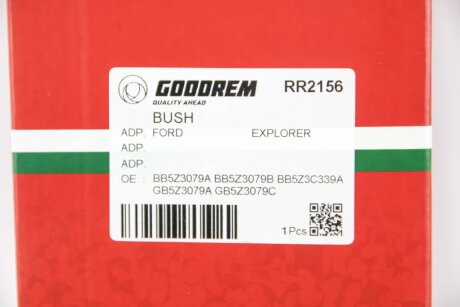 GOODREM RR2156
QUALITY AHEAD
BUSH
ADP. FORD EXPLORER
ADP.
ADP.
OE : BB5Z3079A BB5Z3079B BB5Z3C339A
GB5Z3079A GB5Z3079C
1Pcs